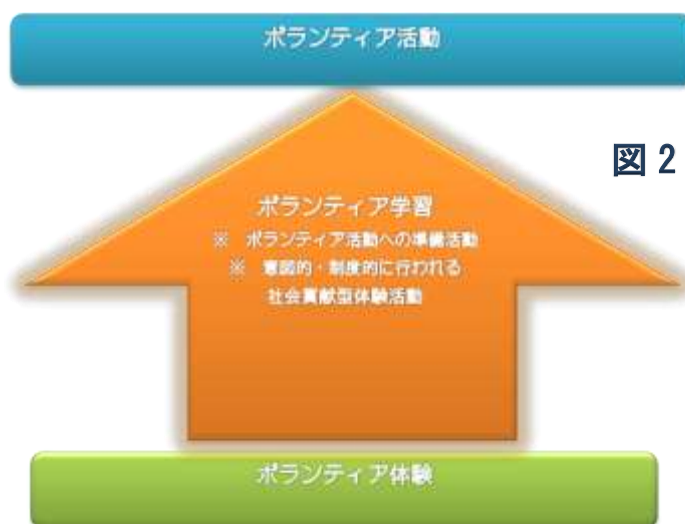 ボランティア活動
図2
ボランティア学習
※ ボランティア活動への準備活動
※ 意図的・制度的に行われる
社会貢献型体験活動
ボランティア体験